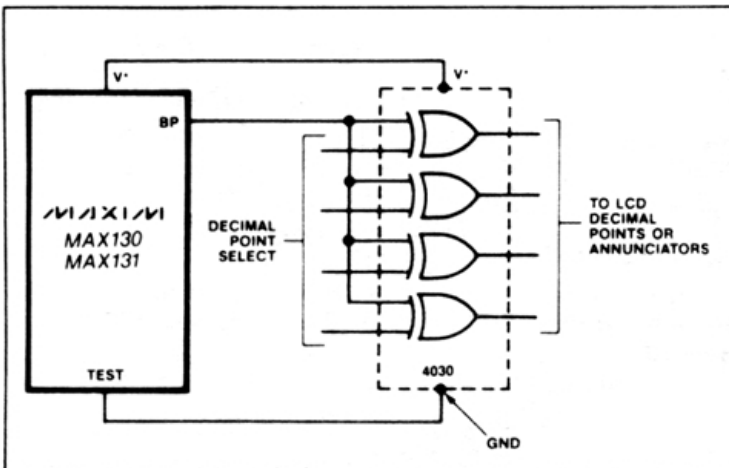 V+
V+
BP
MAXIM
MAX130
MAX131
DECIMAL
POINT
SELECT
TO LCD
DECIMAL
POINTS OR
ANNUNCIATORS
TEST
4030
GND